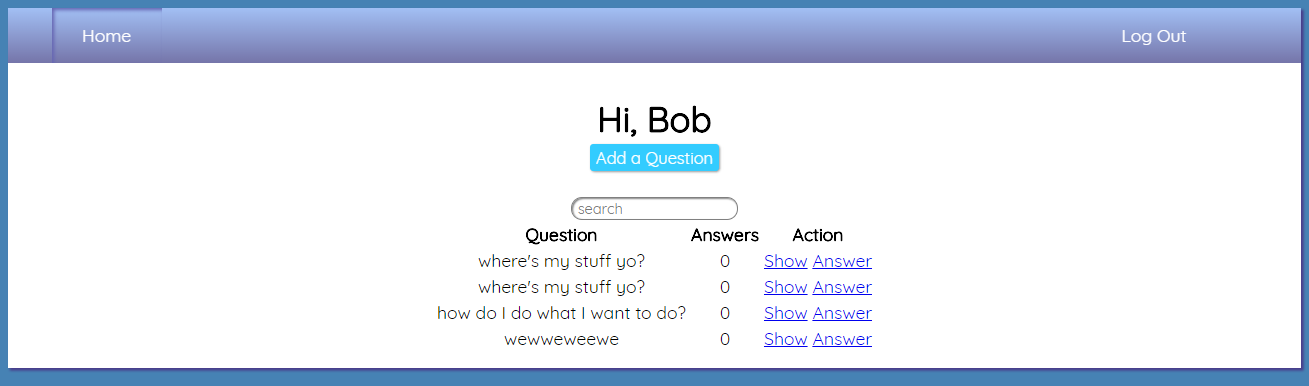 Home Log Out
Hi, Bob
Add a Question
search
Question Answers Action
where's my stuff yo? 0 Show Answer
where's my stuff yo? 0 Show Answer
how do I do what I want to do? 0 Show Answer
wewweweewe 0 Show Answer